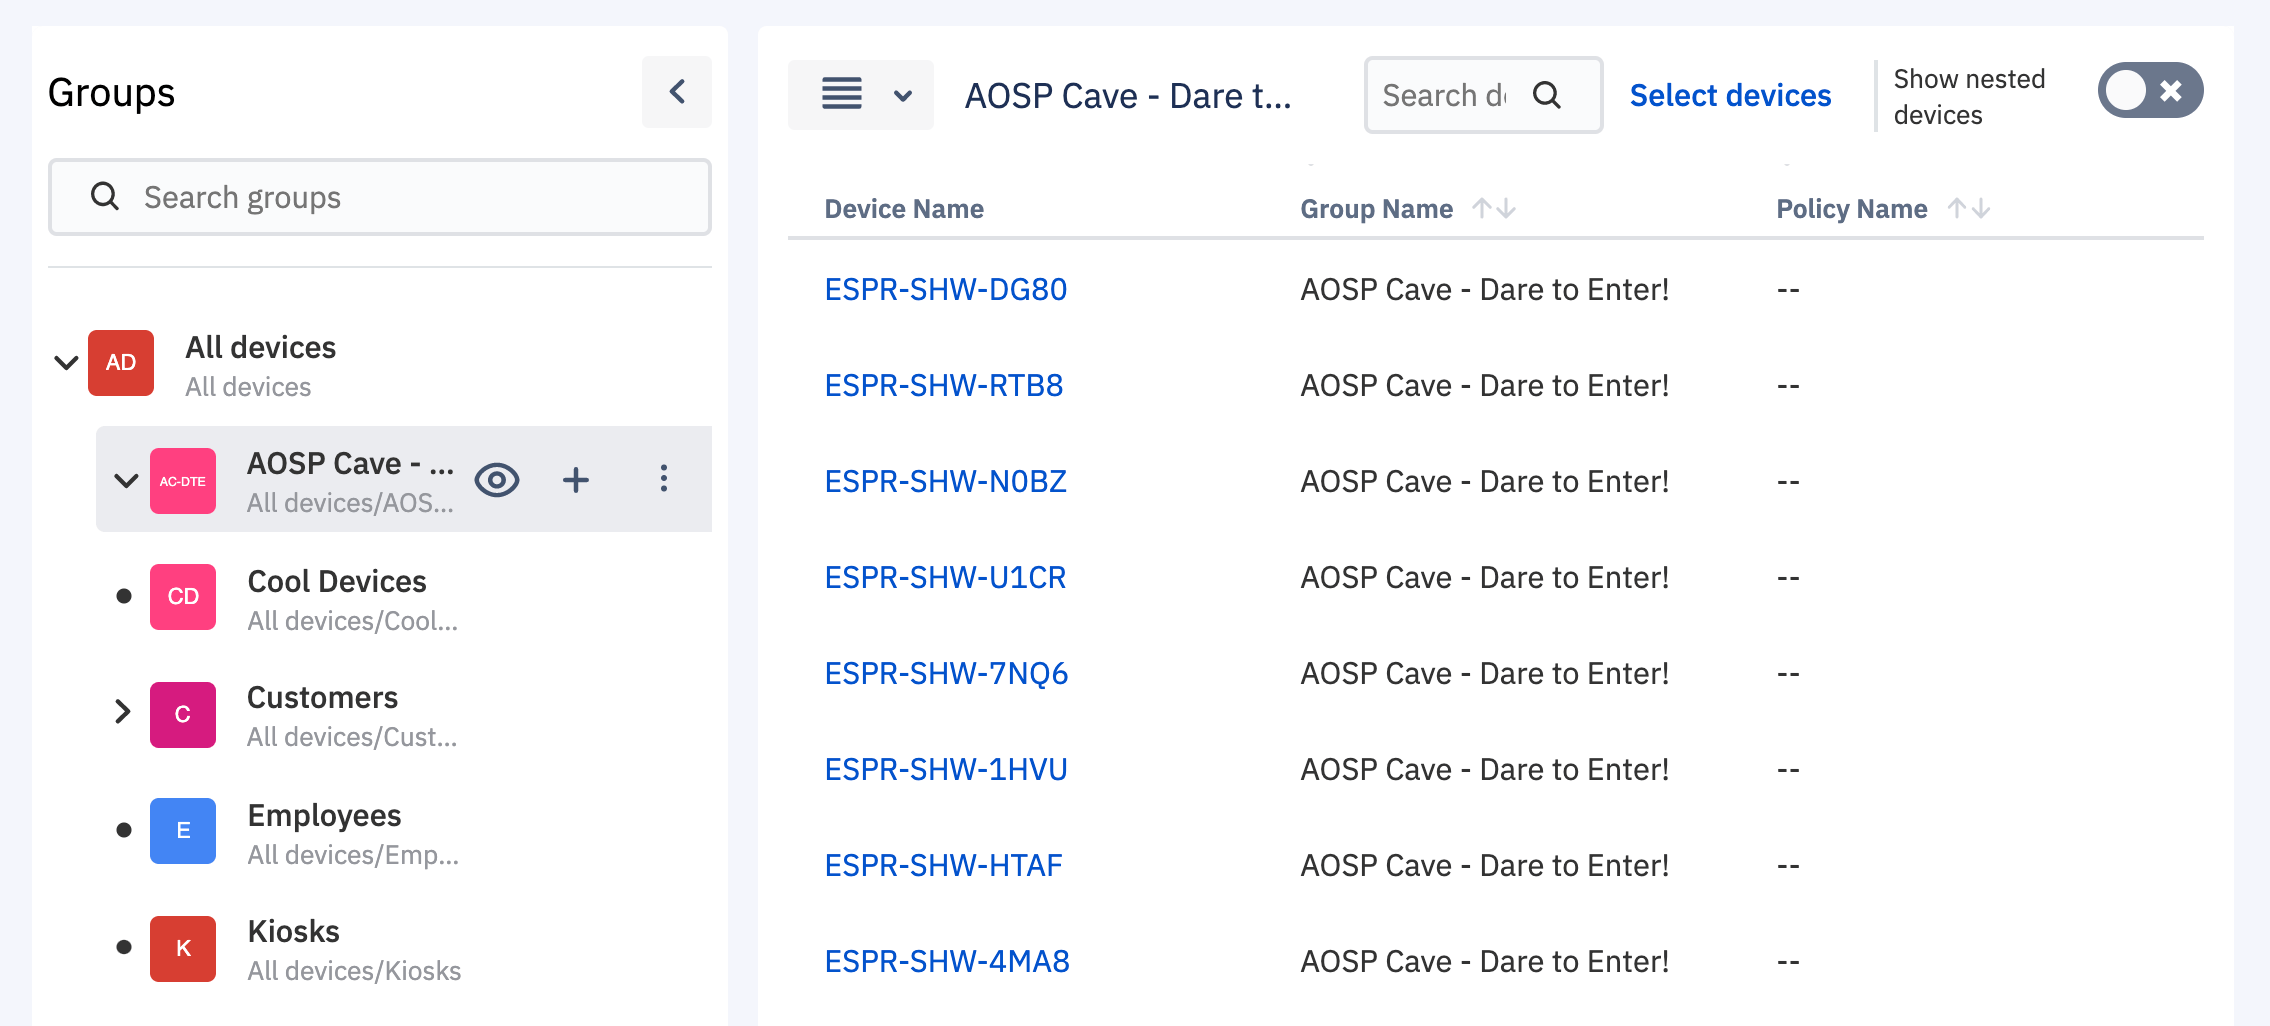 Groups
Search groups
AD
All devices
All devices
AC-DTE
AOSP Cave - ...
All devices/AOS...
CD
Cool Devices
All devices/Cool...
C
Customers
All devices/Cust...
E
Employees
All devices/Emp...
K
Kiosks
All devices/Kiosks
AOSP Cave - Dare t...
Search
Select devices
Show nested
devices
Device Name Group Name Policy Name
ESPR-SHW-DG80 AOSP Cave - Dare to Enter! --
ESPR-SHW-RTB8 AOSP Cave - Dare to Enter! --
ESPR-SHW-N0BZ AOSP Cave - Dare to Enter! --
ESPR-SHW-U1CR AOSP Cave - Dare to Enter! --
ESPR-SHW-7NQ6 AOSP Cave - Dare to Enter! --
ESPR-SHW-1HVU AOSP Cave - Dare to Enter! --
ESPR-SHW-HTAF AOSP Cave - Dare to Enter! --
ESPR-SHW-4MA8 AOSP Cave - Dare to Enter! --